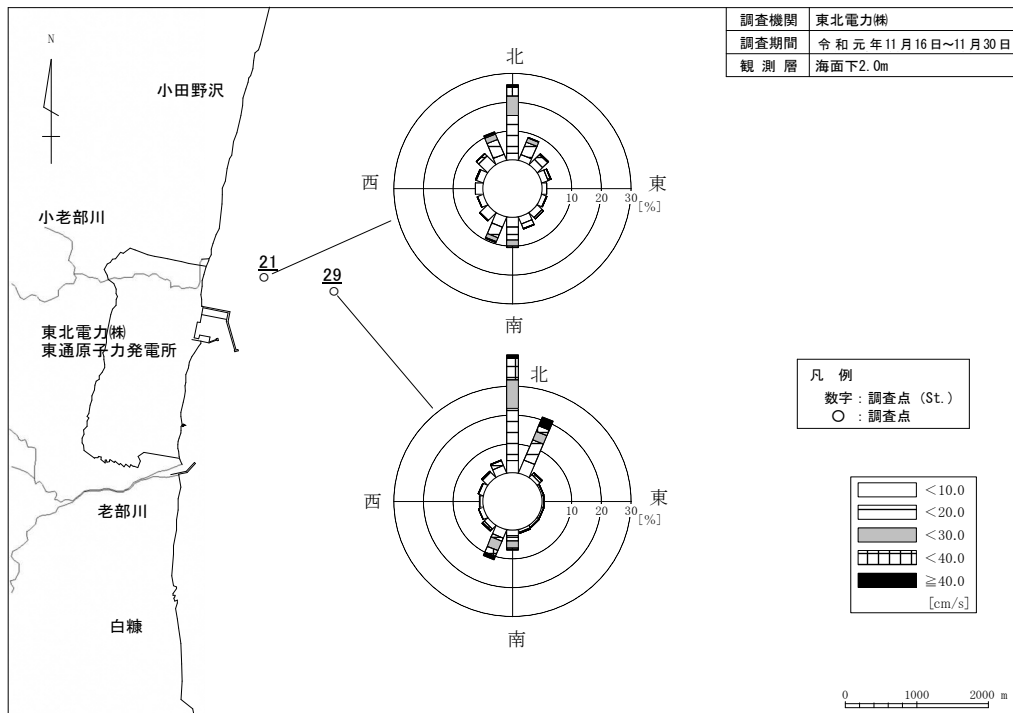 調査機関 東北電力㈱
調査期間 令和元年11月16日～11月30日
観測層 海面下2.0m
N
小田野沢
小老部川
東北電力㈱
東通原子力発電所
老部川
白糠
21
29
北
西
東
10 20 30
[%]
南
北
西
東
10 20 30
[%]
南
凡 例
数字：調査点 (St.)
○ ：調査点
＜10.0
＜20.0
＜30.0
＜40.0
≧40.0
[cm/s]
0 1000 2000 m